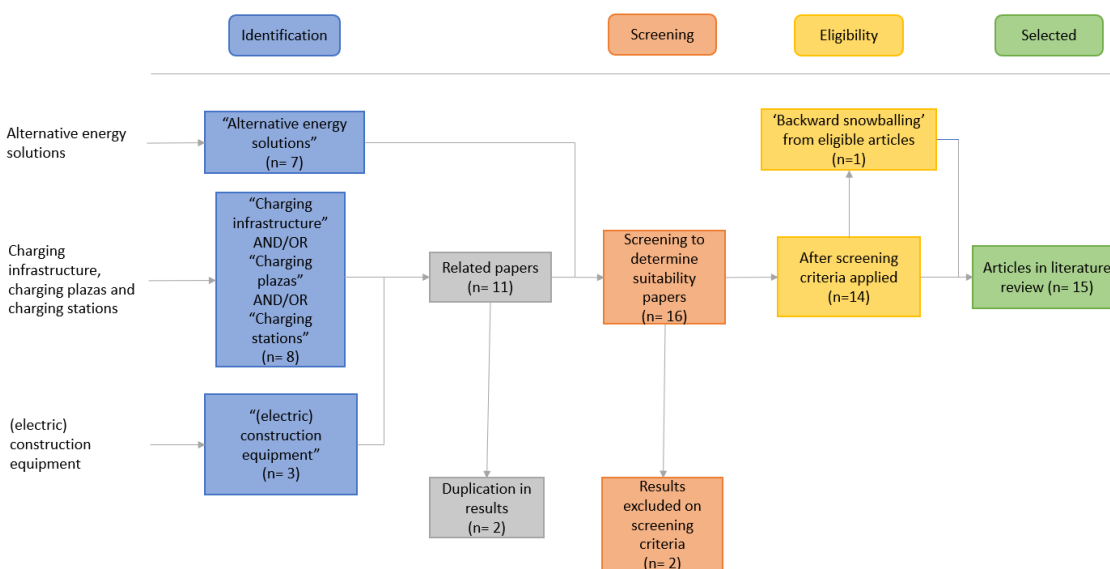 Identification
Screening
Eligibility
Selected
Alternative energy
solutions
“Alternative energy
solutions”
(n= 7)
‘Backward snowballing’
from eligible articles
(n=1)
Charging
infrastructure,
charging plazas and
charging stations
“Charging
infrastructure”
AND/OR
“Charging
plazas”
AND/OR
“Charging
stations”
(n= 8)
Related papers
(n= 11)
Screening to
determine
suitability
papers
(n= 16)
After screening
criteria applied
(n=14)
Articles in literature
review (n= 15)
(electric)
construction
equipment
“(electric)
construction
equipment”
(n= 3)
Duplication in
results
(n= 2)
Results
excluded on
screening
criteria
(n= 2)